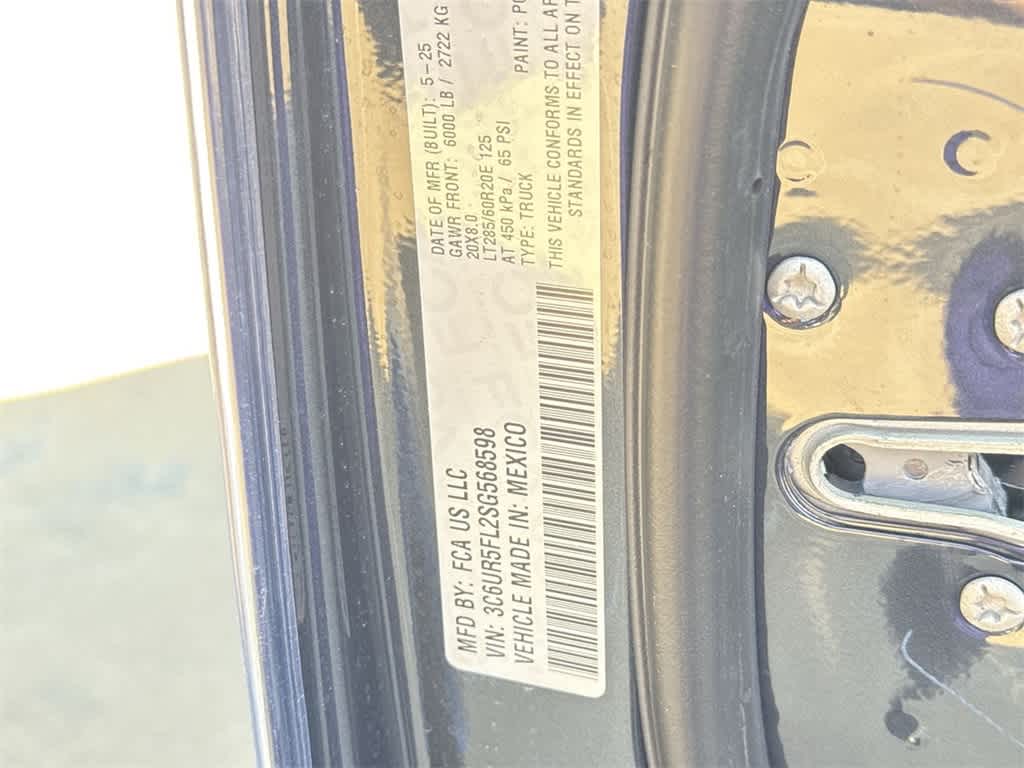 MFD BY: FCA US LLC
DATE OF MFR (BUILT): 5-25
GAWR FRONT: 6000 LB / 2722 KG
20X8.0
LT285/60R20E 125
AT 450 kPa / 65 PSI
TYPE: TRUCK
PAINT:
VIN: 3C6UR5FL2SG568598
VEHICLE MADE IN: MEXICO
THIS VEHICLE CONFORMS TO ALL
STANDARDS IN EFFECT ON